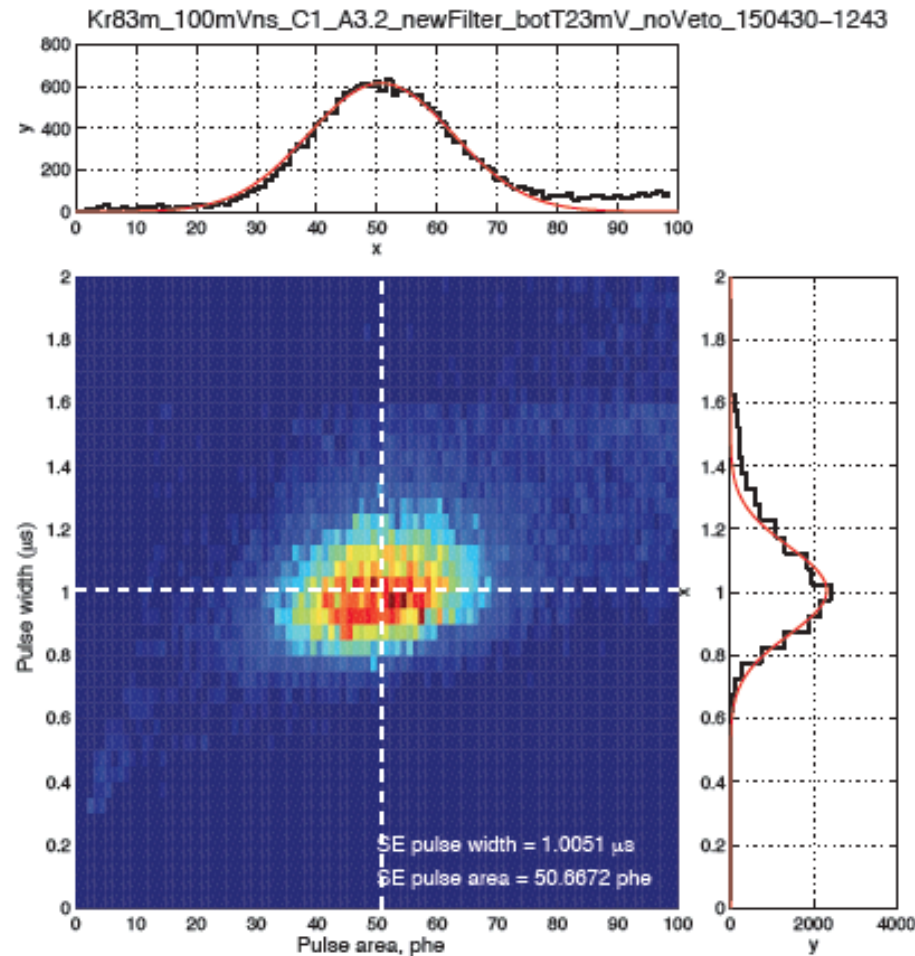 Kr83m_100mVns_C1_A3.2_newFilter_botT23mV_noVeto_150430-1243
800
600
400
200
0
y
0 10 20 30 40 50 60 70 80 90 100
x
2
1.8
1.6
1.4
1.2
1
0.8
0.6
0.4
0.2
0
Pulse width (μs)
SE pulse width = 1.0051 μs
SE pulse area = 50.6672 phe
0 10 20 30 40 50 60 70 80 90 100
Pulse area, phe
2
1.8
1.6
1.4
1.2
1
0.8
0.6
0.4
0.2
0
x
0 2000 4000
y